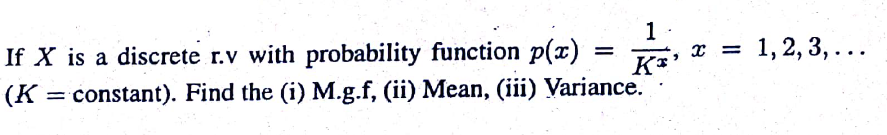 If X is a discrete r.v with probability function p(x) = 1/K^x, x = 1, 2, 3, ...
(K = constant). Find the (i) M.g.f, (ii) Mean, (iii) Variance.